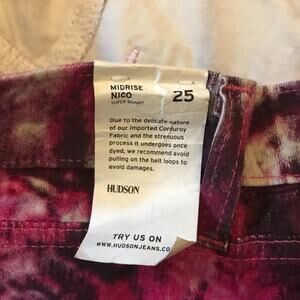 MIDRISE
NICO
SUPER SKINNY
25
Due to the delicate nature
of our Imported Corduroy
Fabric and the strenuous
process it undergoes once
dyed, we recommend avoid
pulling on the belt loops to
avoid damages.
HUDSON
TRY US ON
WWW.HUDSONJEANS.CO